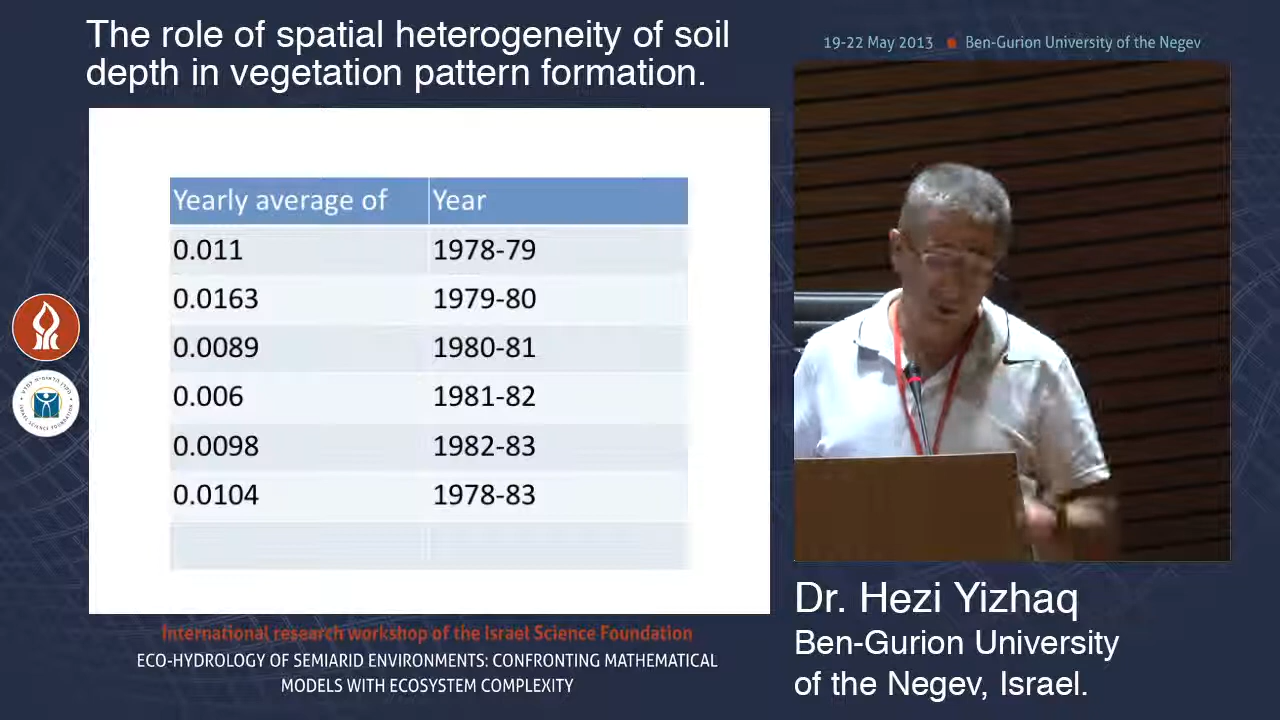 The role of spatial heterogeneity of soil
depth in vegetation pattern formation.
19-22 May 2013 ■ Ben-Gurion University of the Negev
Yearly average of Year
0.011 1978-79
0.0163 1979-80
0.0089 1980-81
0.006 1981-82
0.0098 1982-83
0.0104 1978-83
International research workshop of the Israel Science Foundation
ECO-HYDROLOGY OF SEMIARID ENVIRONMENTS: CONFRONTING MATHEMATICAL
MODELS WITH ECOSYSTEM COMPLEXITY
Dr. Hezi Yizhaq
Ben-Gurion University
of the Negev, Israel.